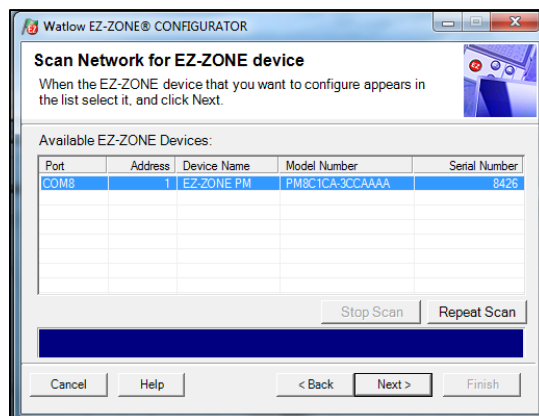 Watlow EZ-ZONE® CONFIGURATOR
Scan Network for EZ-ZONE device
When the EZ-ZONE device that you want to configure appears in
the list select it, and click Next.
EZ
Available EZ-ZONE Devices:
Port Address Device Name Model Number Serial Number
COM8 1 EZ-ZONE PM PM8C1CA-3CCAAAA 8426
Stop Scan Repeat Scan
Cancel Help < Back Next > Finish